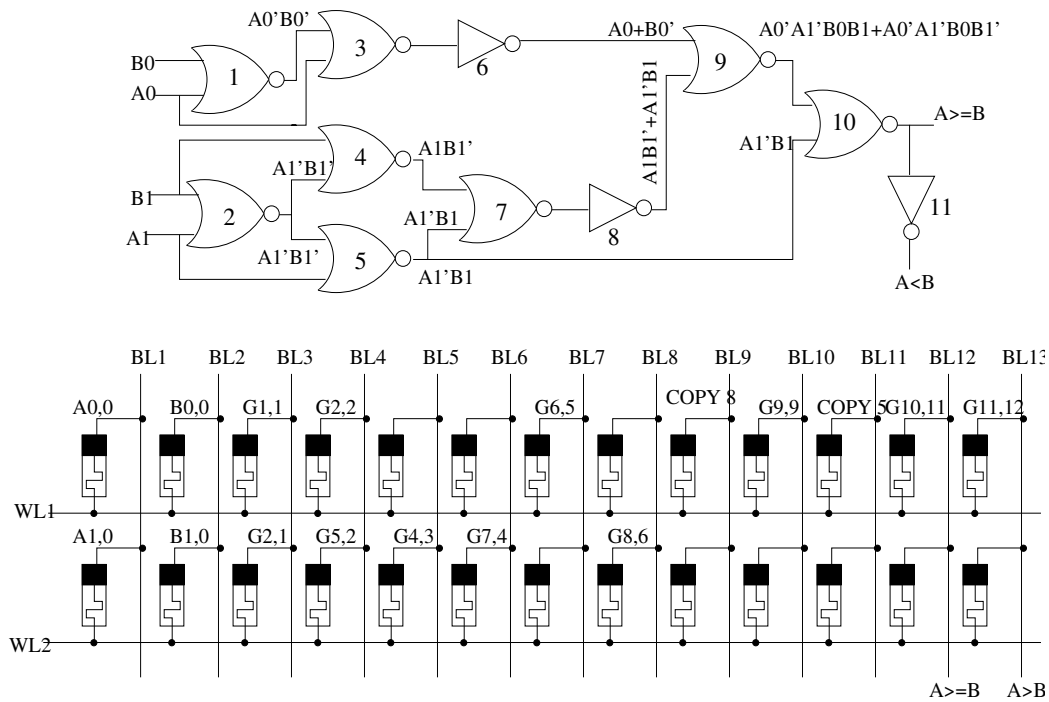 A0'B0'
A0+B0'
A0'A1'B0B1+A0'A1'B0B1'
B0
A0
1
3
6
9
A1B1'+A1'B1
10
A>=B
A1'B1
4
A1B1'
A1'B1'
B1
A1
2
7
8
11
A1'B1
A1'B1'
5
A1'B1
A<B
BL1 BL2 BL3 BL4 BL5 BL6 BL7 BL8 BL9 BL10 BL11 BL12 BL13
A0,0 B0,0 G1,1 G2,2 G6,5 COPY 8 G9,9 COPY 5 G10,11 G11,12
WL1
A1,0 B1,0 G2,1 G5,2 G4,3 G7,4 G8,6
WL2
A>=B A>B